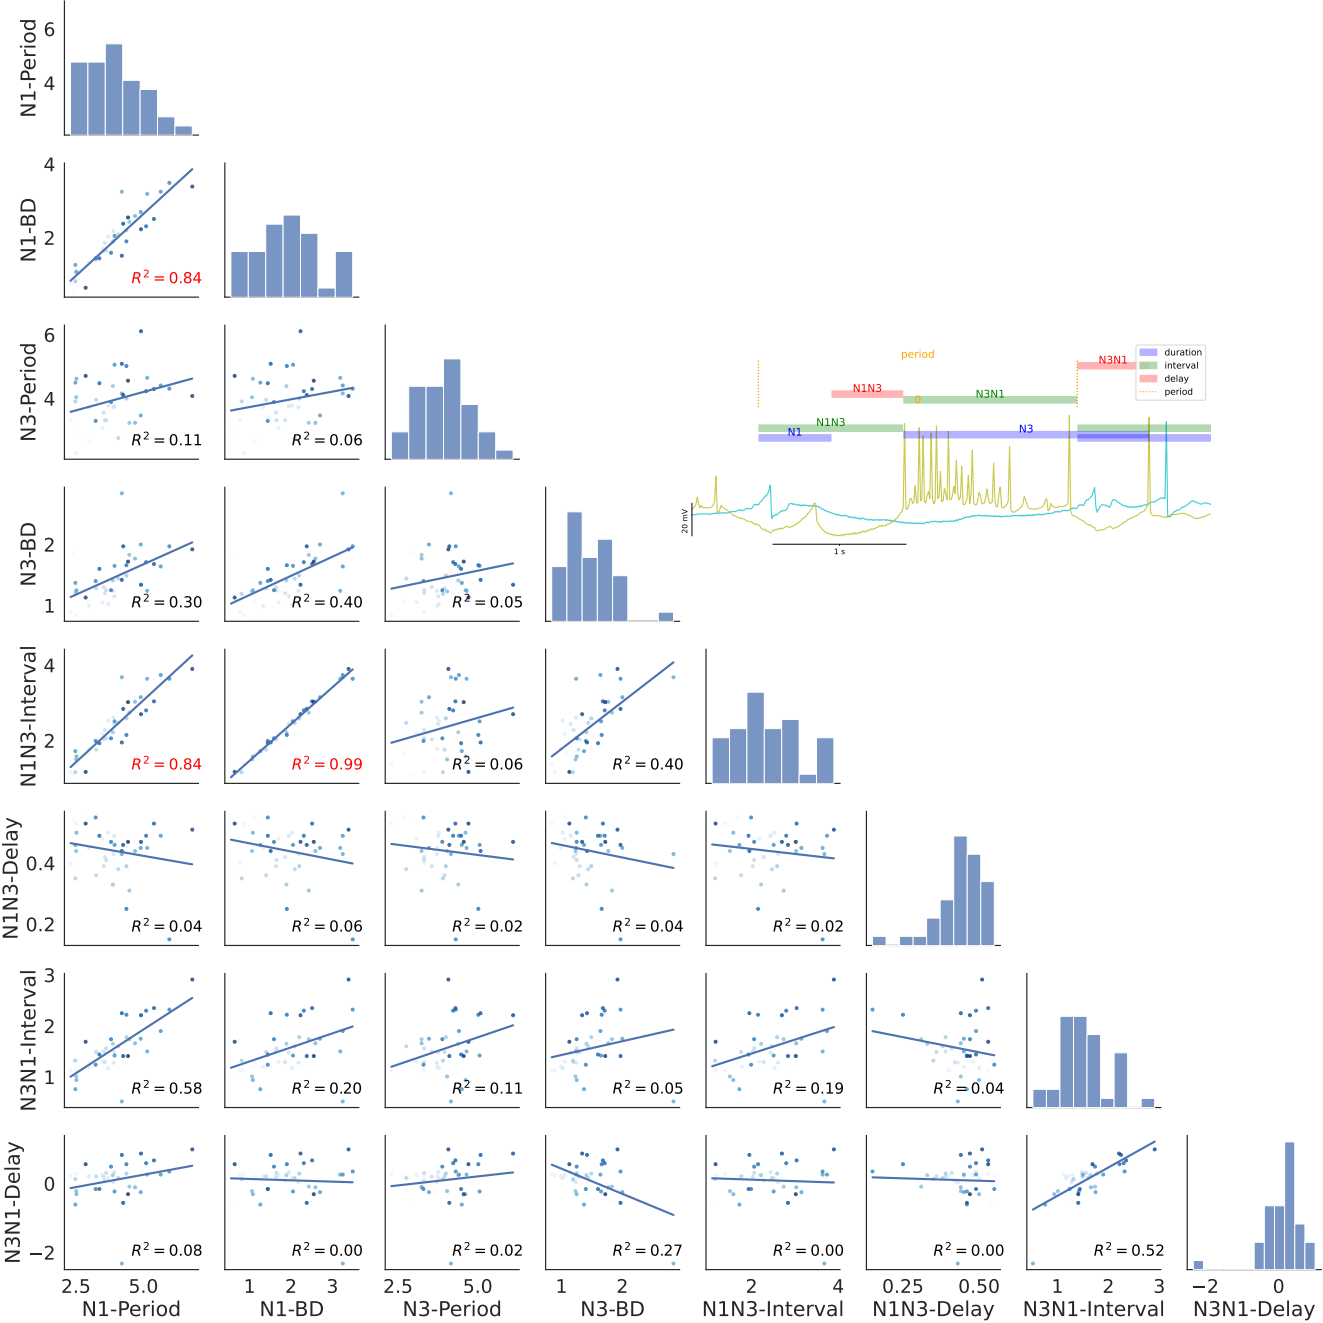 N1-Period
6
4
N1-BD
4
2
R² = 0.84
N3-Period
6
4
R² = 0.11
R² = 0.06
period
N1N3
0
N3N1
N3N1
duration
interval
delay
period
N1N3
N1
N3
20 mV
1 s
N3-BD
2
1
R² = 0.30
R² = 0.40
R² = 0.05
N1N3-Interval
4
2
R² = 0.84
R² = 0.99
R² = 0.06
R² = 0.40
N1N3-Delay
0.4
0.2
R² = 0.04
R² = 0.06
R² = 0.02
R² = 0.04
R² = 0.02
N3N1-Interval
3
2
1
R² = 0.58
R² = 0.20
R² = 0.11
R² = 0.05
R² = 0.19
R² = 0.04
N3N1-Delay
0
−2
R² = 0.08
R² = 0.00
R² = 0.02
R² = 0.27
R² = 0.00
R² = 0.00
R² = 0.52
2.5 5.0 1 2 3 2.5 5.0 1 2 2 4 0.25 0.50 1 2 3 −2 0
N1-Period N1-BD N3-Period N3-BD N1N3-Interval N1N3-Delay N3N1-Interval N3N1-Delay